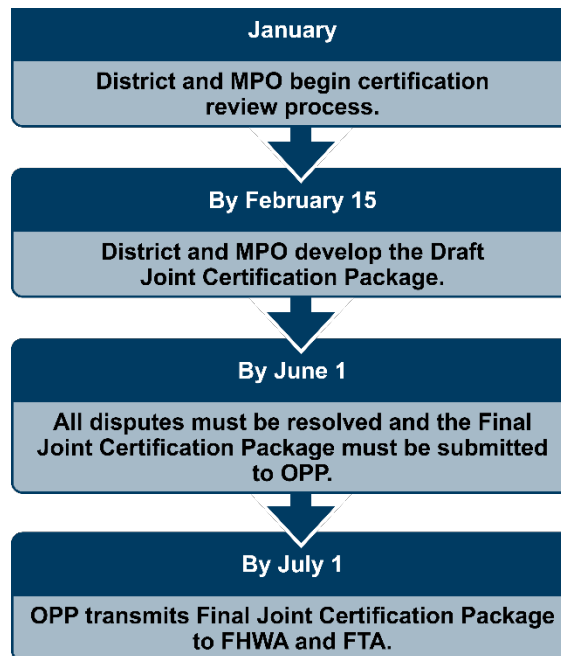 January
District and MPO begin certification
review process.
By February 15
District and MPO develop the Draft
Joint Certification Package.
By June 1
All disputes must be resolved and the Final
Joint Certification Package must be submitted
to OPP.
By July 1
OPP transmits Final Joint Certification Package
to FHWA and FTA.